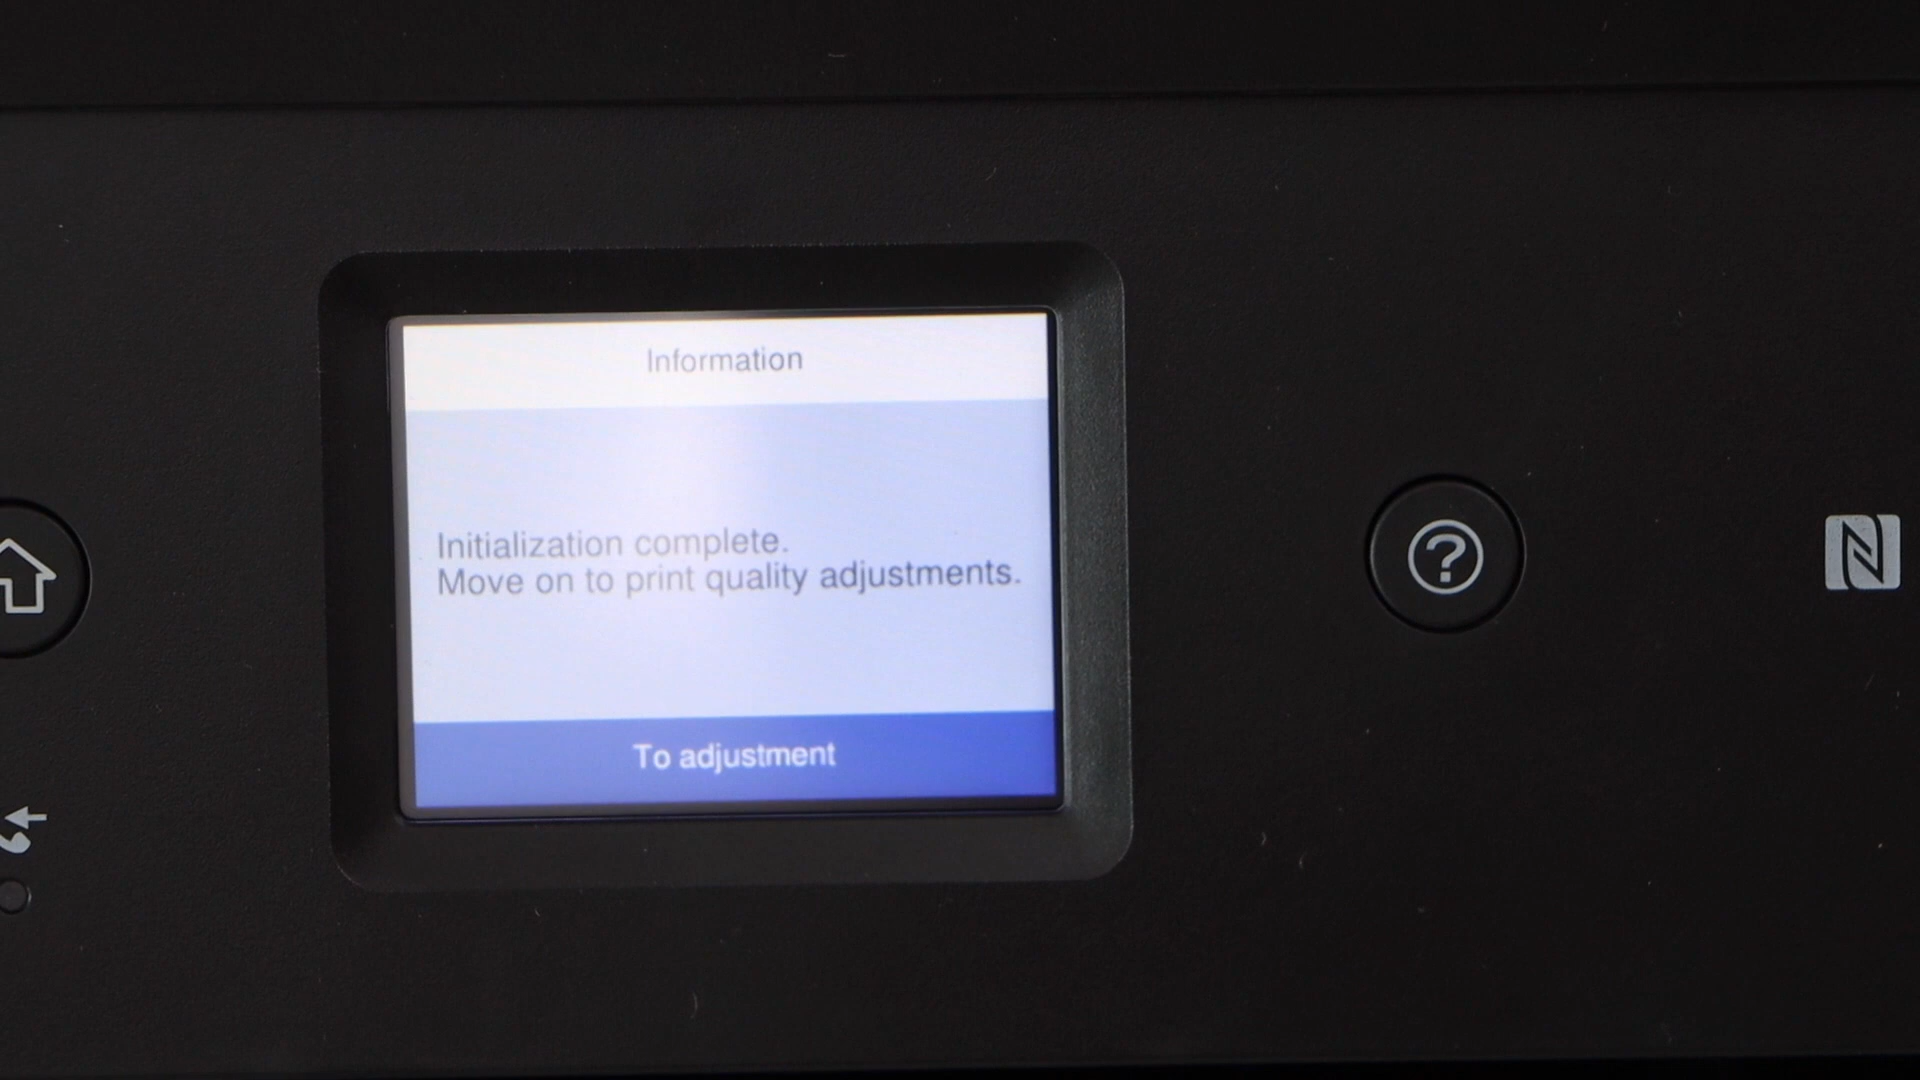 Information
Initialization complete.
Move on to print quality adjustments.
To adjustment
?